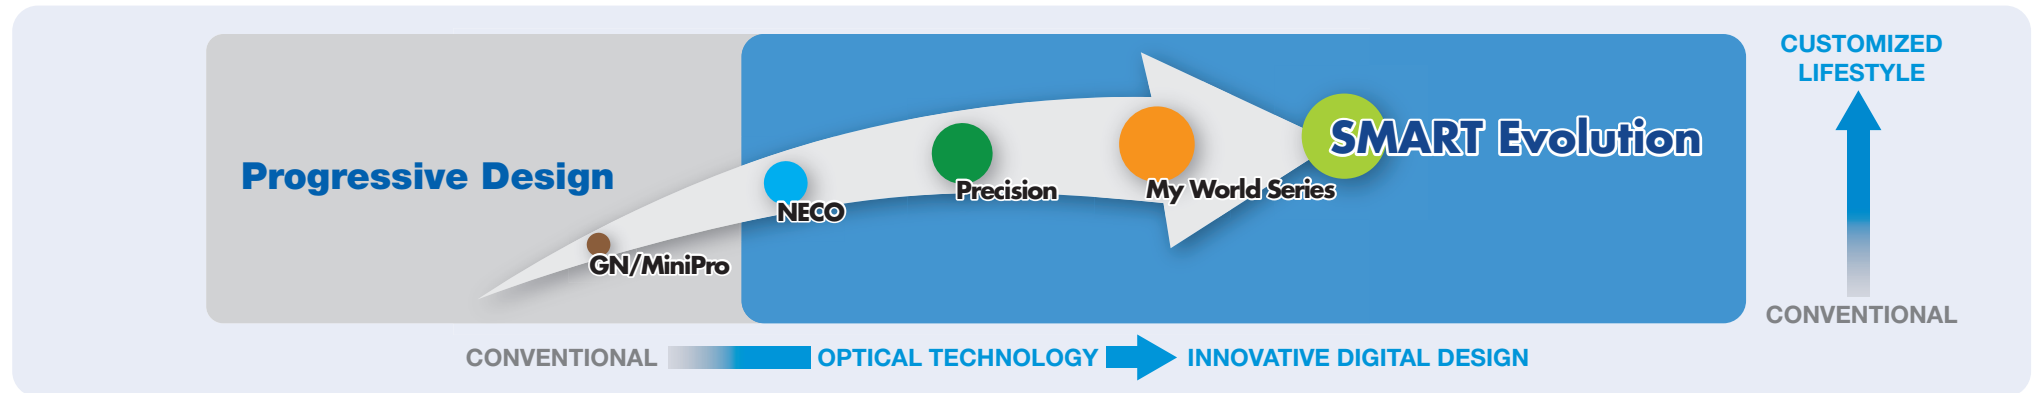 CUSTOMIZED
LIFESTYLE
SMART Evolution
Progressive Design
My World Series
Precision
NECO
GN/MiniPro
CONVENTIONAL
CONVENTIONAL OPTICAL TECHNOLOGY INNOVATIVE DIGITAL DESIGN